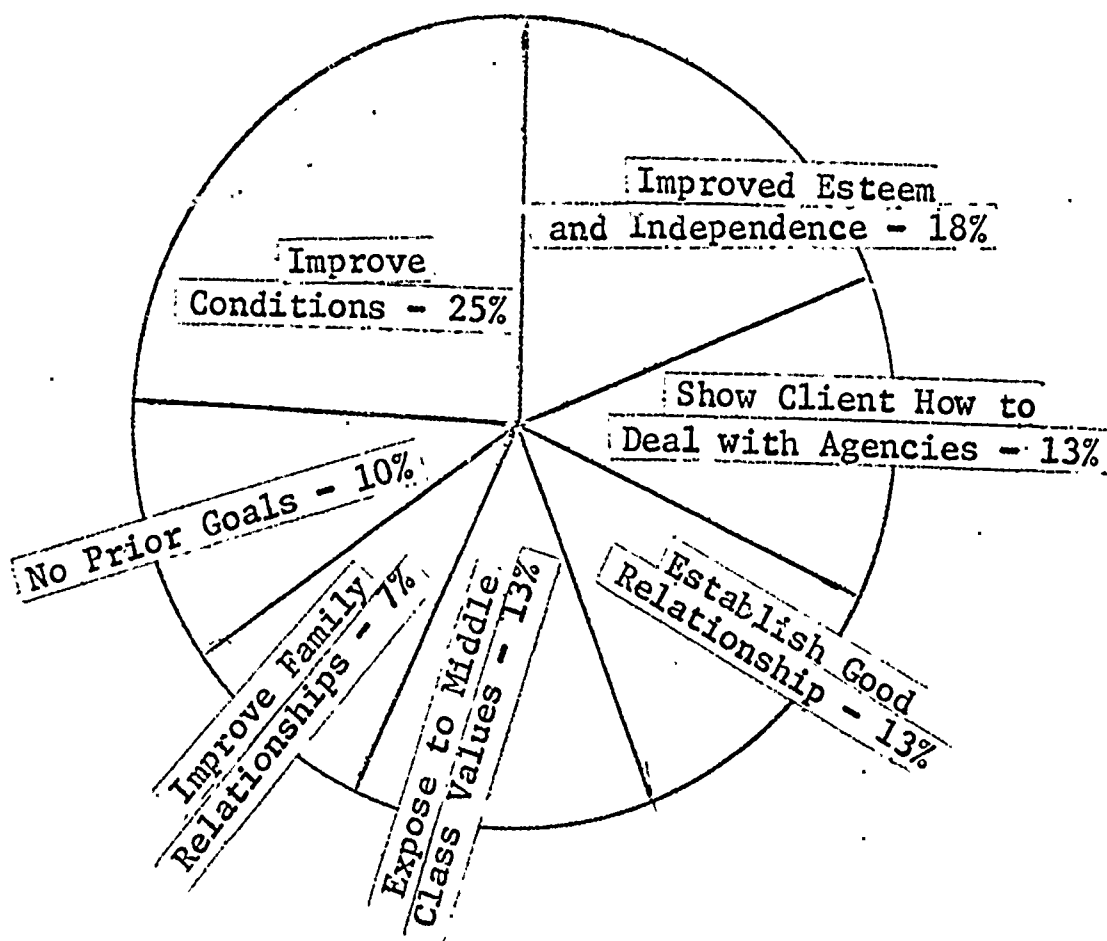 Improved Esteem
and Independence - 18%
Improve
Conditions - 25%
Show Client How to
Deal with Agencies - 13%
No Prior Goals - 10%
Establish Good
Relationship - 13%
Improve Family
Relationships - 7%
Expose to Middle
Class Values - 13%